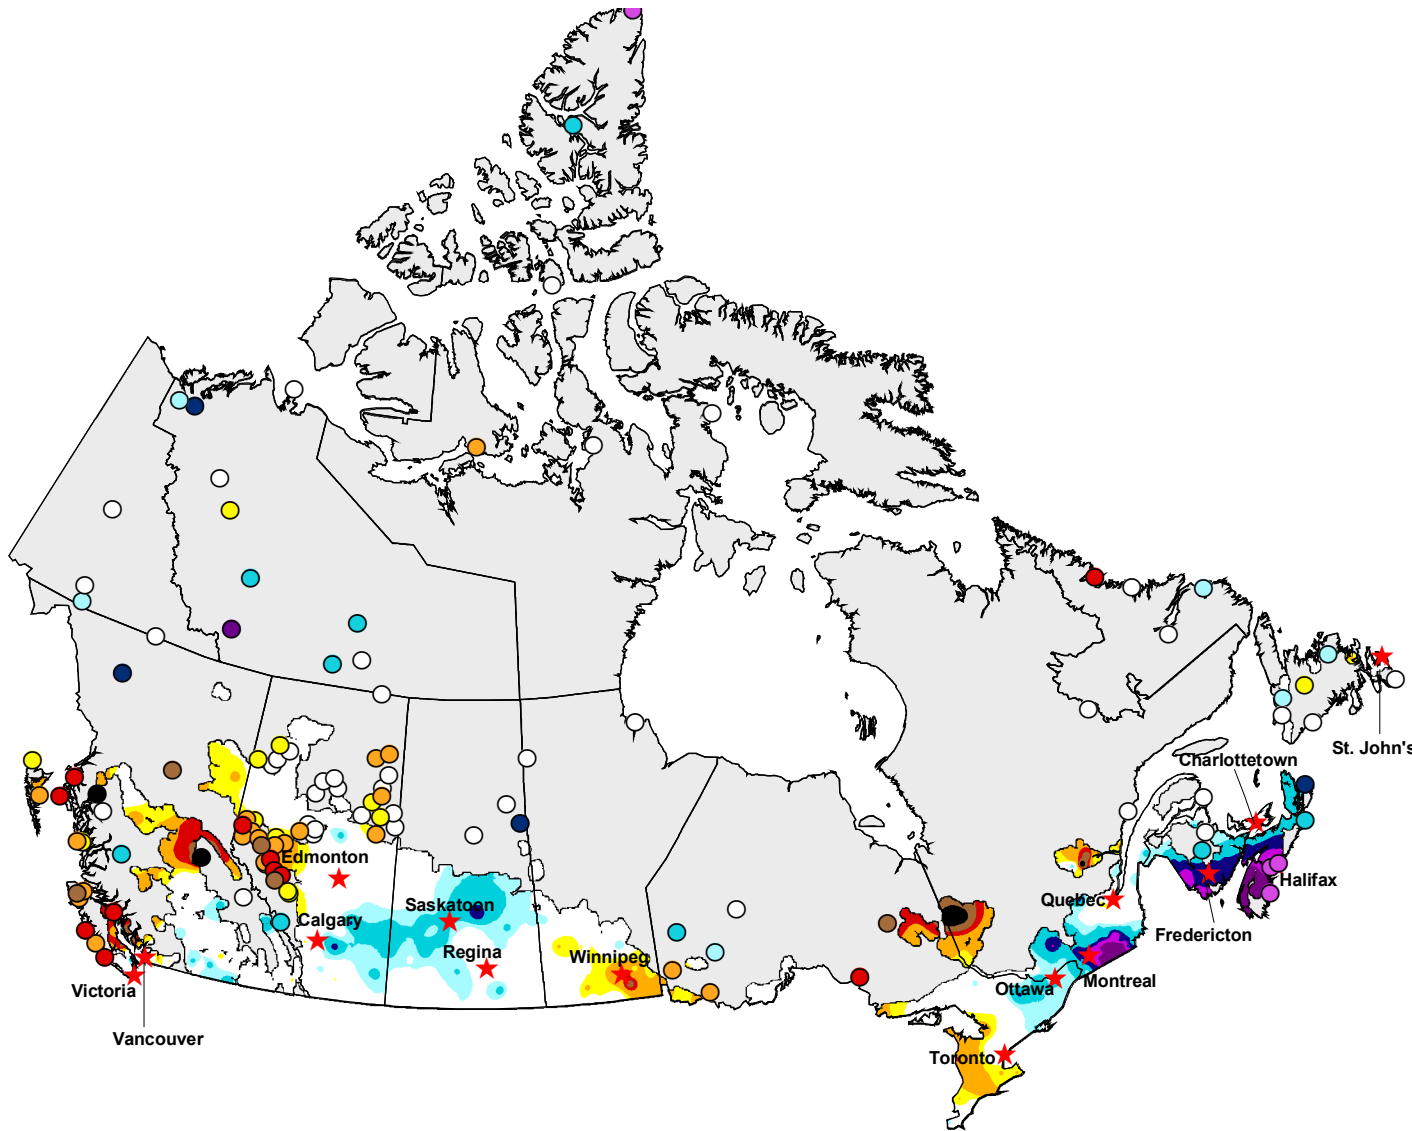 St. John's
Charlottetown
Edmonton
Halifax
Quebec
Saskatoon
Calgary
Fredericton
Regina
Winnipeg
Montreal
Ottawa
Victoria
Vancouver
Toronto